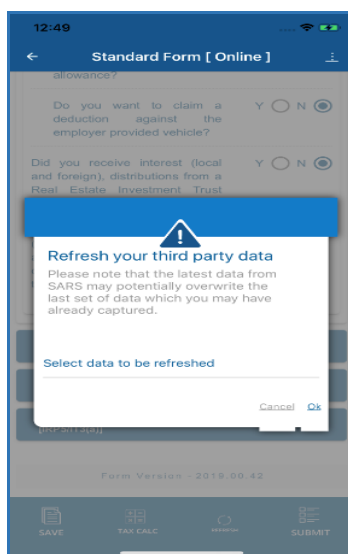 12:49
Standard Form [ Online ]
allowance?
Do you want to claim a Y N
deduction against the
employer provided vehicle?
Did you receive interest (local Y N
and foreign), distributions from a
Real Estate Investment Trust
Refresh your third party data
Please note that the latest data from
SARS may potentially overwrite the
last set of data which you may have
already captured.
Select data to be refreshed
Cancel Ok
Form Version - 2019.00.42
SAVE TAX CALC REFRESH SUBMIT